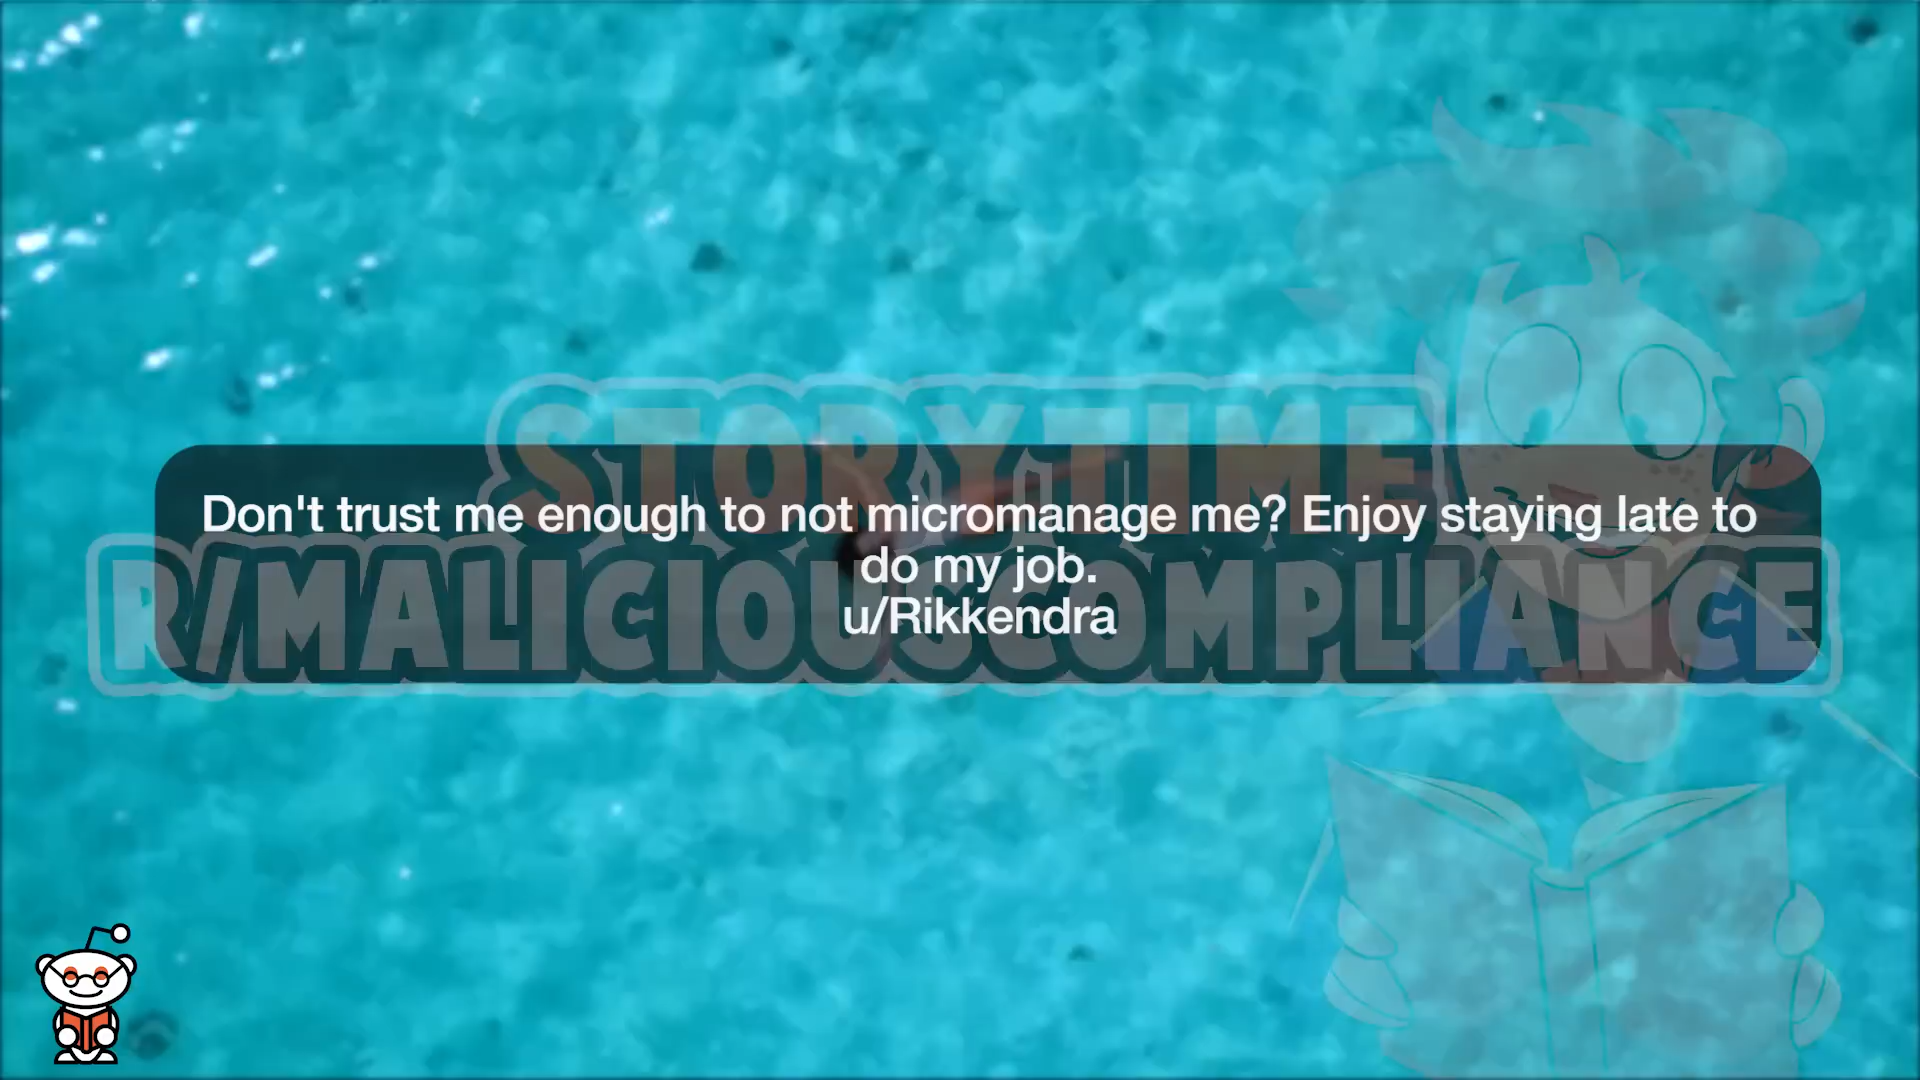 STORYTIME
Don't trust me enough to not micromanage me? Enjoy staying late to
do my job.
u/Rikkendra
R/MALICIOUSCOMPLIANCE